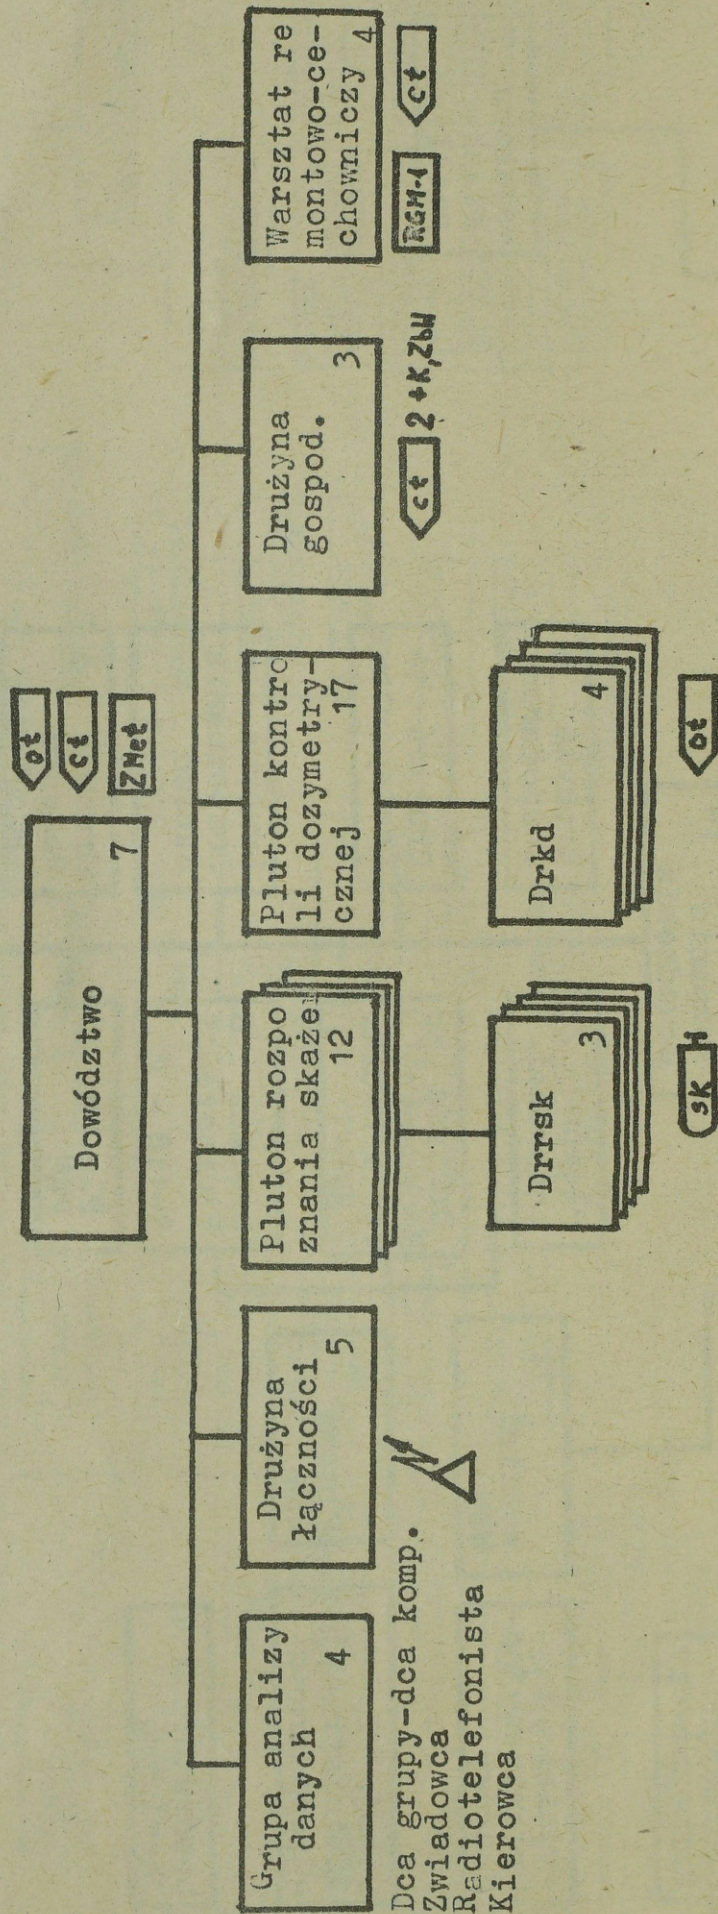 Dowództwo
7
ot
ct
ZMet
Grupa analizy
danych
4
Dca grupy-dca komp.
Zwiadowca
Radiotelefonista
Kierowca
Drużyna
łączności
5
Pluton rozpo
znania skażeń
12
Drrsk
3
sk
Pluton kontro
li dozymetry-
cznej 17
Drkd
4
ot
Drużyna
gospod.
3
ct 2+K,ZbW
Warsztat re
montowo-ce-
chowniczy 4
RGM-1
ct